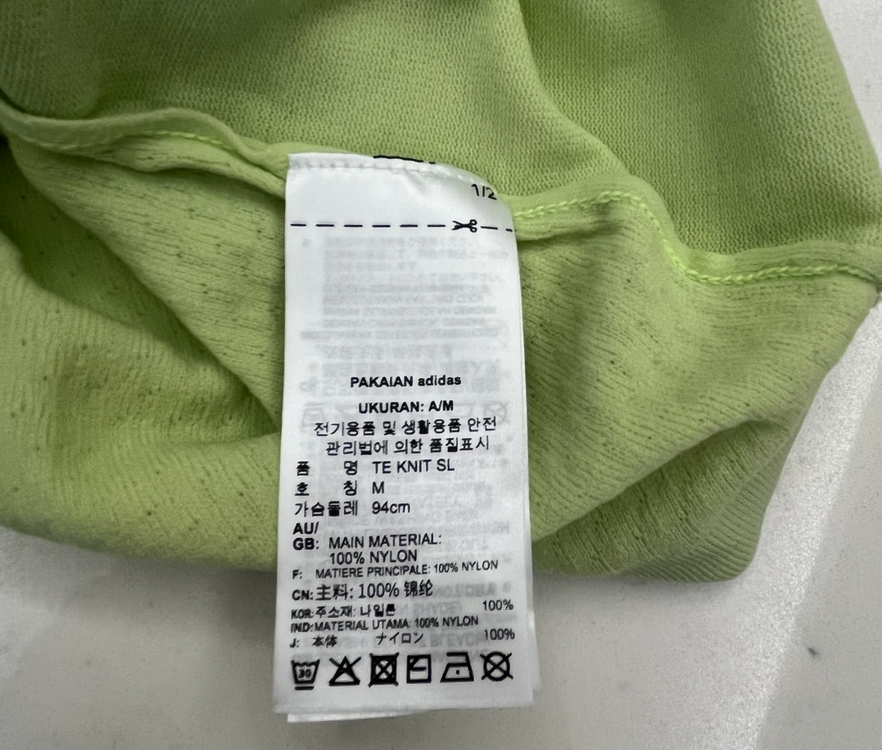 1/2
PAKAIAN adidas
UKURAN: A/M
전기용품 및 생활용품 안전
관리법에 의한 품질표시
품 명 TE KNIT SL
호 칭 M
가슴둘레 94cm
AU/
GB: MAIN MATERIAL:
100% NYLON
F: MATIERE PRINCIPALE: 100% NYLON
CN: 主料: 100% 锦纶
KOR: 주소재: 나일론 100%
IND: MATERIAL UTAMA: 100% NYLON
J: 本体 ナイロン 100%
30